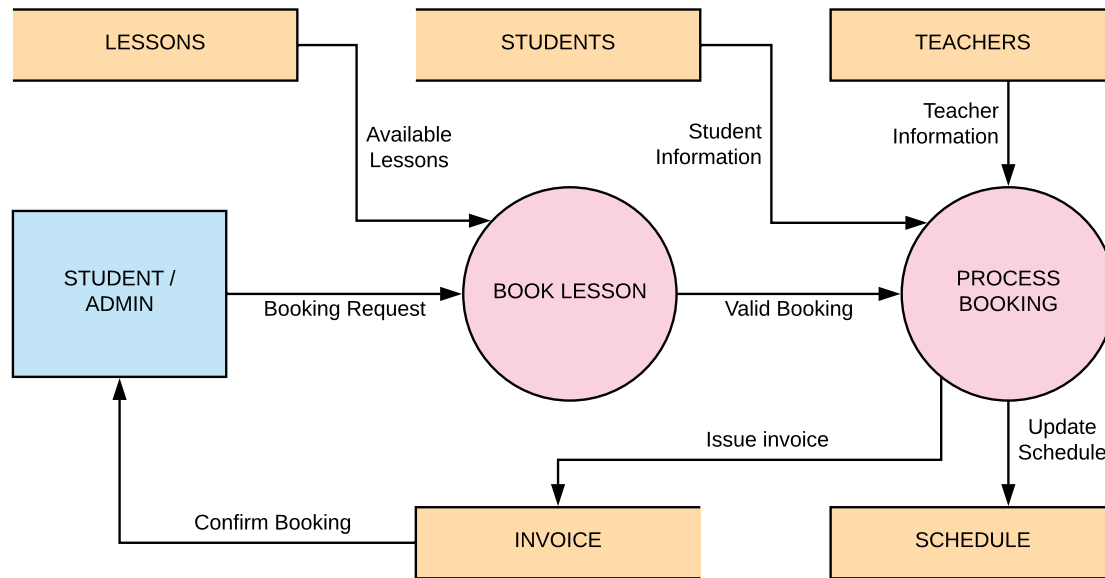 LESSONS
STUDENTS
TEACHERS
Available
Lessons
Student
Information
Teacher
Information
STUDENT /
ADMIN
Booking Request
BOOK LESSON
Valid Booking
PROCESS
BOOKING
Issue invoice
Update
Schedule
Confirm Booking
INVOICE
SCHEDULE